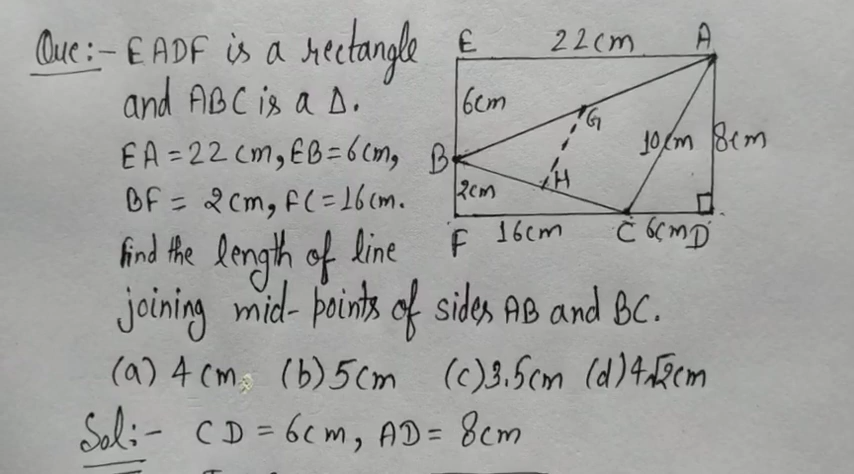 Que:- EADF is a rectangle
and ABC is a Δ.
EA = 22 cm, EB = 6 cm,
BF = 2 cm, FC = 16 cm.
find the length of line
joining mid-points of sides AB and BC.
(a) 4 cm, (b) 5 cm (c) 3.5 cm (d) 4√2 cm
Sol:- CD = 6 cm, AD = 8 cm
E 22 cm A
6 cm
G
10 cm 8 cm
B
2 cm H
F 16 cm C 6 cm D